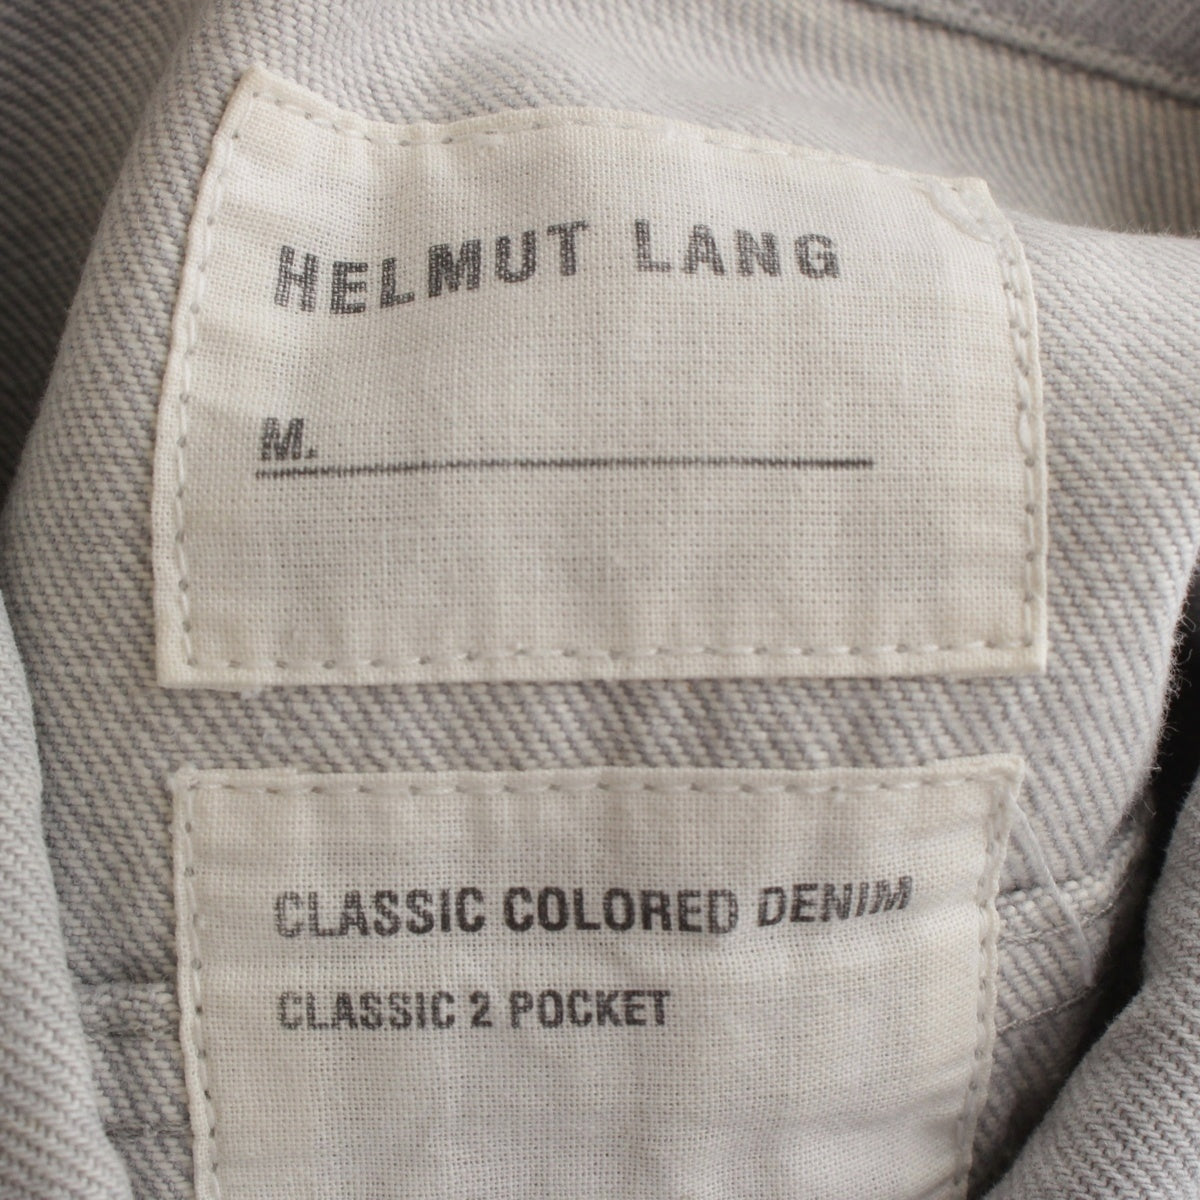 HELMUT LANG
M.
CLASSIC COLORED DENIM
CLASSIC 2 POCKET